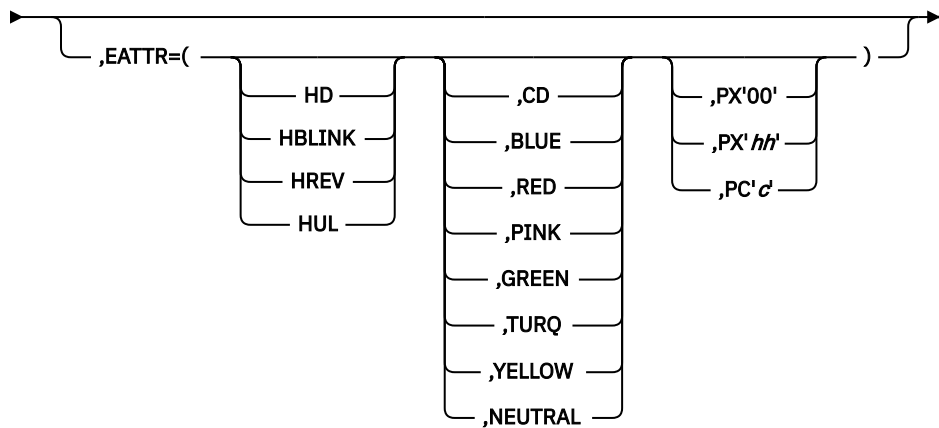 ,EATTR=(
HD
HBLINK
HREV
HUL
,CD
,BLUE
,RED
,PINK
,GREEN
,TURQ
,YELLOW
,NEUTRAL
,PX'00'
,PX'hh'
,PC'c'
)